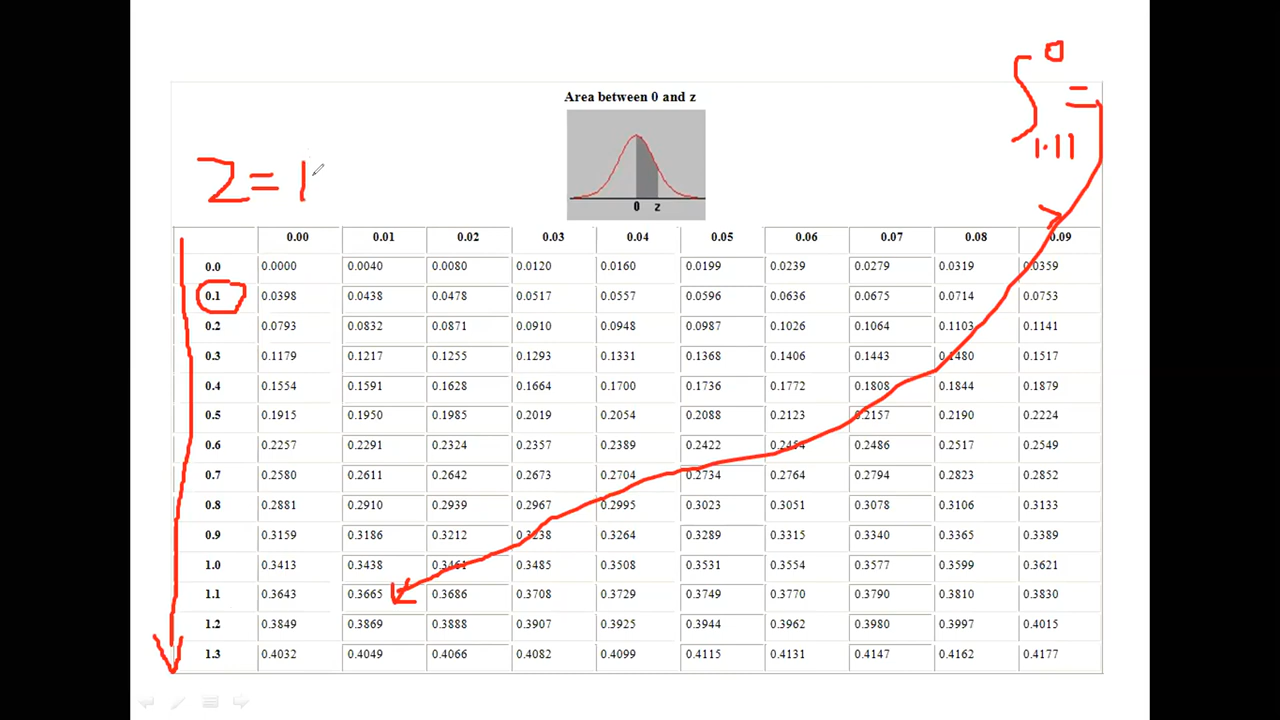 ∫ 0 =
1.11
Area between 0 and z
0 z
Z = 1
0.00 0.01 0.02 0.03 0.04 0.05 0.06 0.07 0.08 0.09
0.0 0.0000 0.0040 0.0080 0.0120 0.0160 0.0199 0.0239 0.0279 0.0319 0.0359
0.1 0.0398 0.0438 0.0478 0.0517 0.0557 0.0596 0.0636 0.0675 0.0714 0.0753
0.2 0.0793 0.0832 0.0871 0.0910 0.0948 0.0987 0.1026 0.1064 0.1103 0.1141
0.3 0.1179 0.1217 0.1255 0.1293 0.1331 0.1368 0.1406 0.1443 0.1480 0.1517
0.4 0.1554 0.1591 0.1628 0.1664 0.1700 0.1736 0.1772 0.1808 0.1844 0.1879
0.5 0.1915 0.1950 0.1985 0.2019 0.2054 0.2088 0.2123 0.2157 0.2190 0.2224
0.6 0.2257 0.2291 0.2324 0.2357 0.2389 0.2422 0.2454 0.2486 0.2517 0.2549
0.7 0.2580 0.2611 0.2642 0.2673 0.2704 0.2734 0.2764 0.2794 0.2823 0.2852
0.8 0.2881 0.2910 0.2939 0.2967 0.2995 0.3023 0.3051 0.3078 0.3106 0.3133
0.9 0.3159 0.3186 0.3212 0.3238 0.3264 0.3289 0.3315 0.3340 0.3365 0.3389
1.0 0.3413 0.3438 0.3461 0.3485 0.3508 0.3531 0.3554 0.3577 0.3599 0.3621
1.1 0.3643 0.3665 0.3686 0.3708 0.3729 0.3749 0.3770 0.3790 0.3810 0.3830
1.2 0.3849 0.3869 0.3888 0.3907 0.3925 0.3944 0.3962 0.3980 0.3997 0.4015
1.3 0.4032 0.4049 0.4066 0.4082 0.4099 0.4115 0.4131 0.4147 0.4162 0.4177